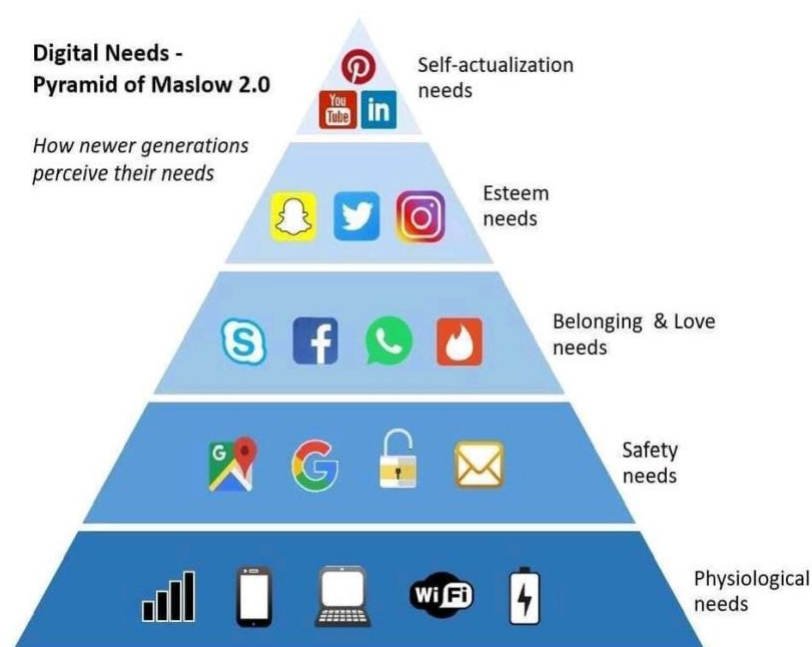 Digital Needs -
Pyramid of Maslow 2.0
How newer generations
perceive their needs
Self-actualization
needs
You
Tube
in
Esteem
needs
Belonging & Love
needs
G
Safety
needs
Wi Fi
Physiological
needs